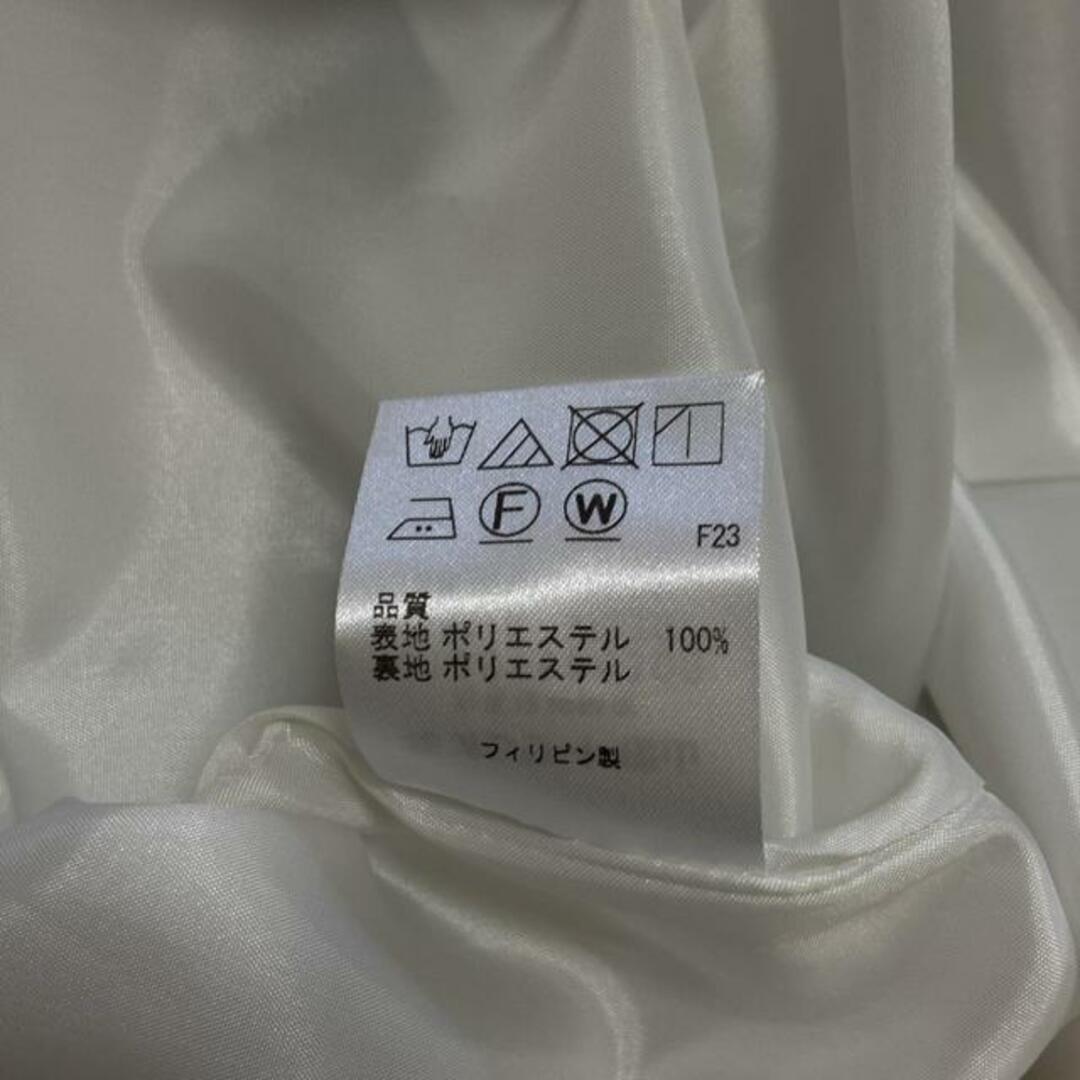 F W
F23
品質
表地 ポリエステル 100%
裏地 ポリエステル
フィリピン製